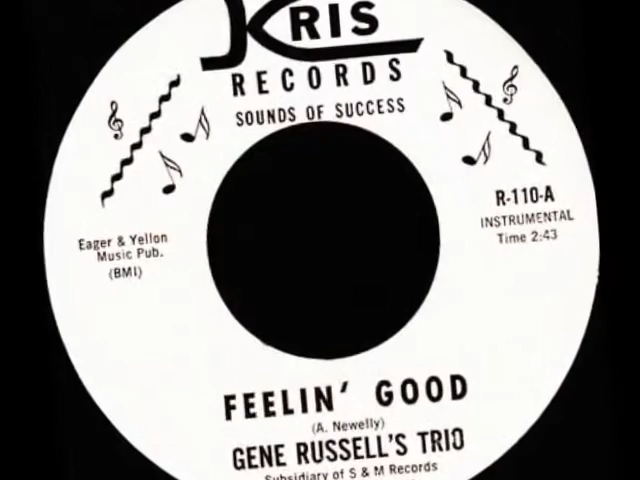 KRIS
RECORDS
SOUNDS OF SUCCESS
R-110-A
INSTRUMENTAL
Time 2:43
Eager & Yellon
Music Pub.
(BMI)
FEELIN' GOOD
(A. Newelly)
GENE RUSSELL'S TRIO
Subsidiary of S & M Records